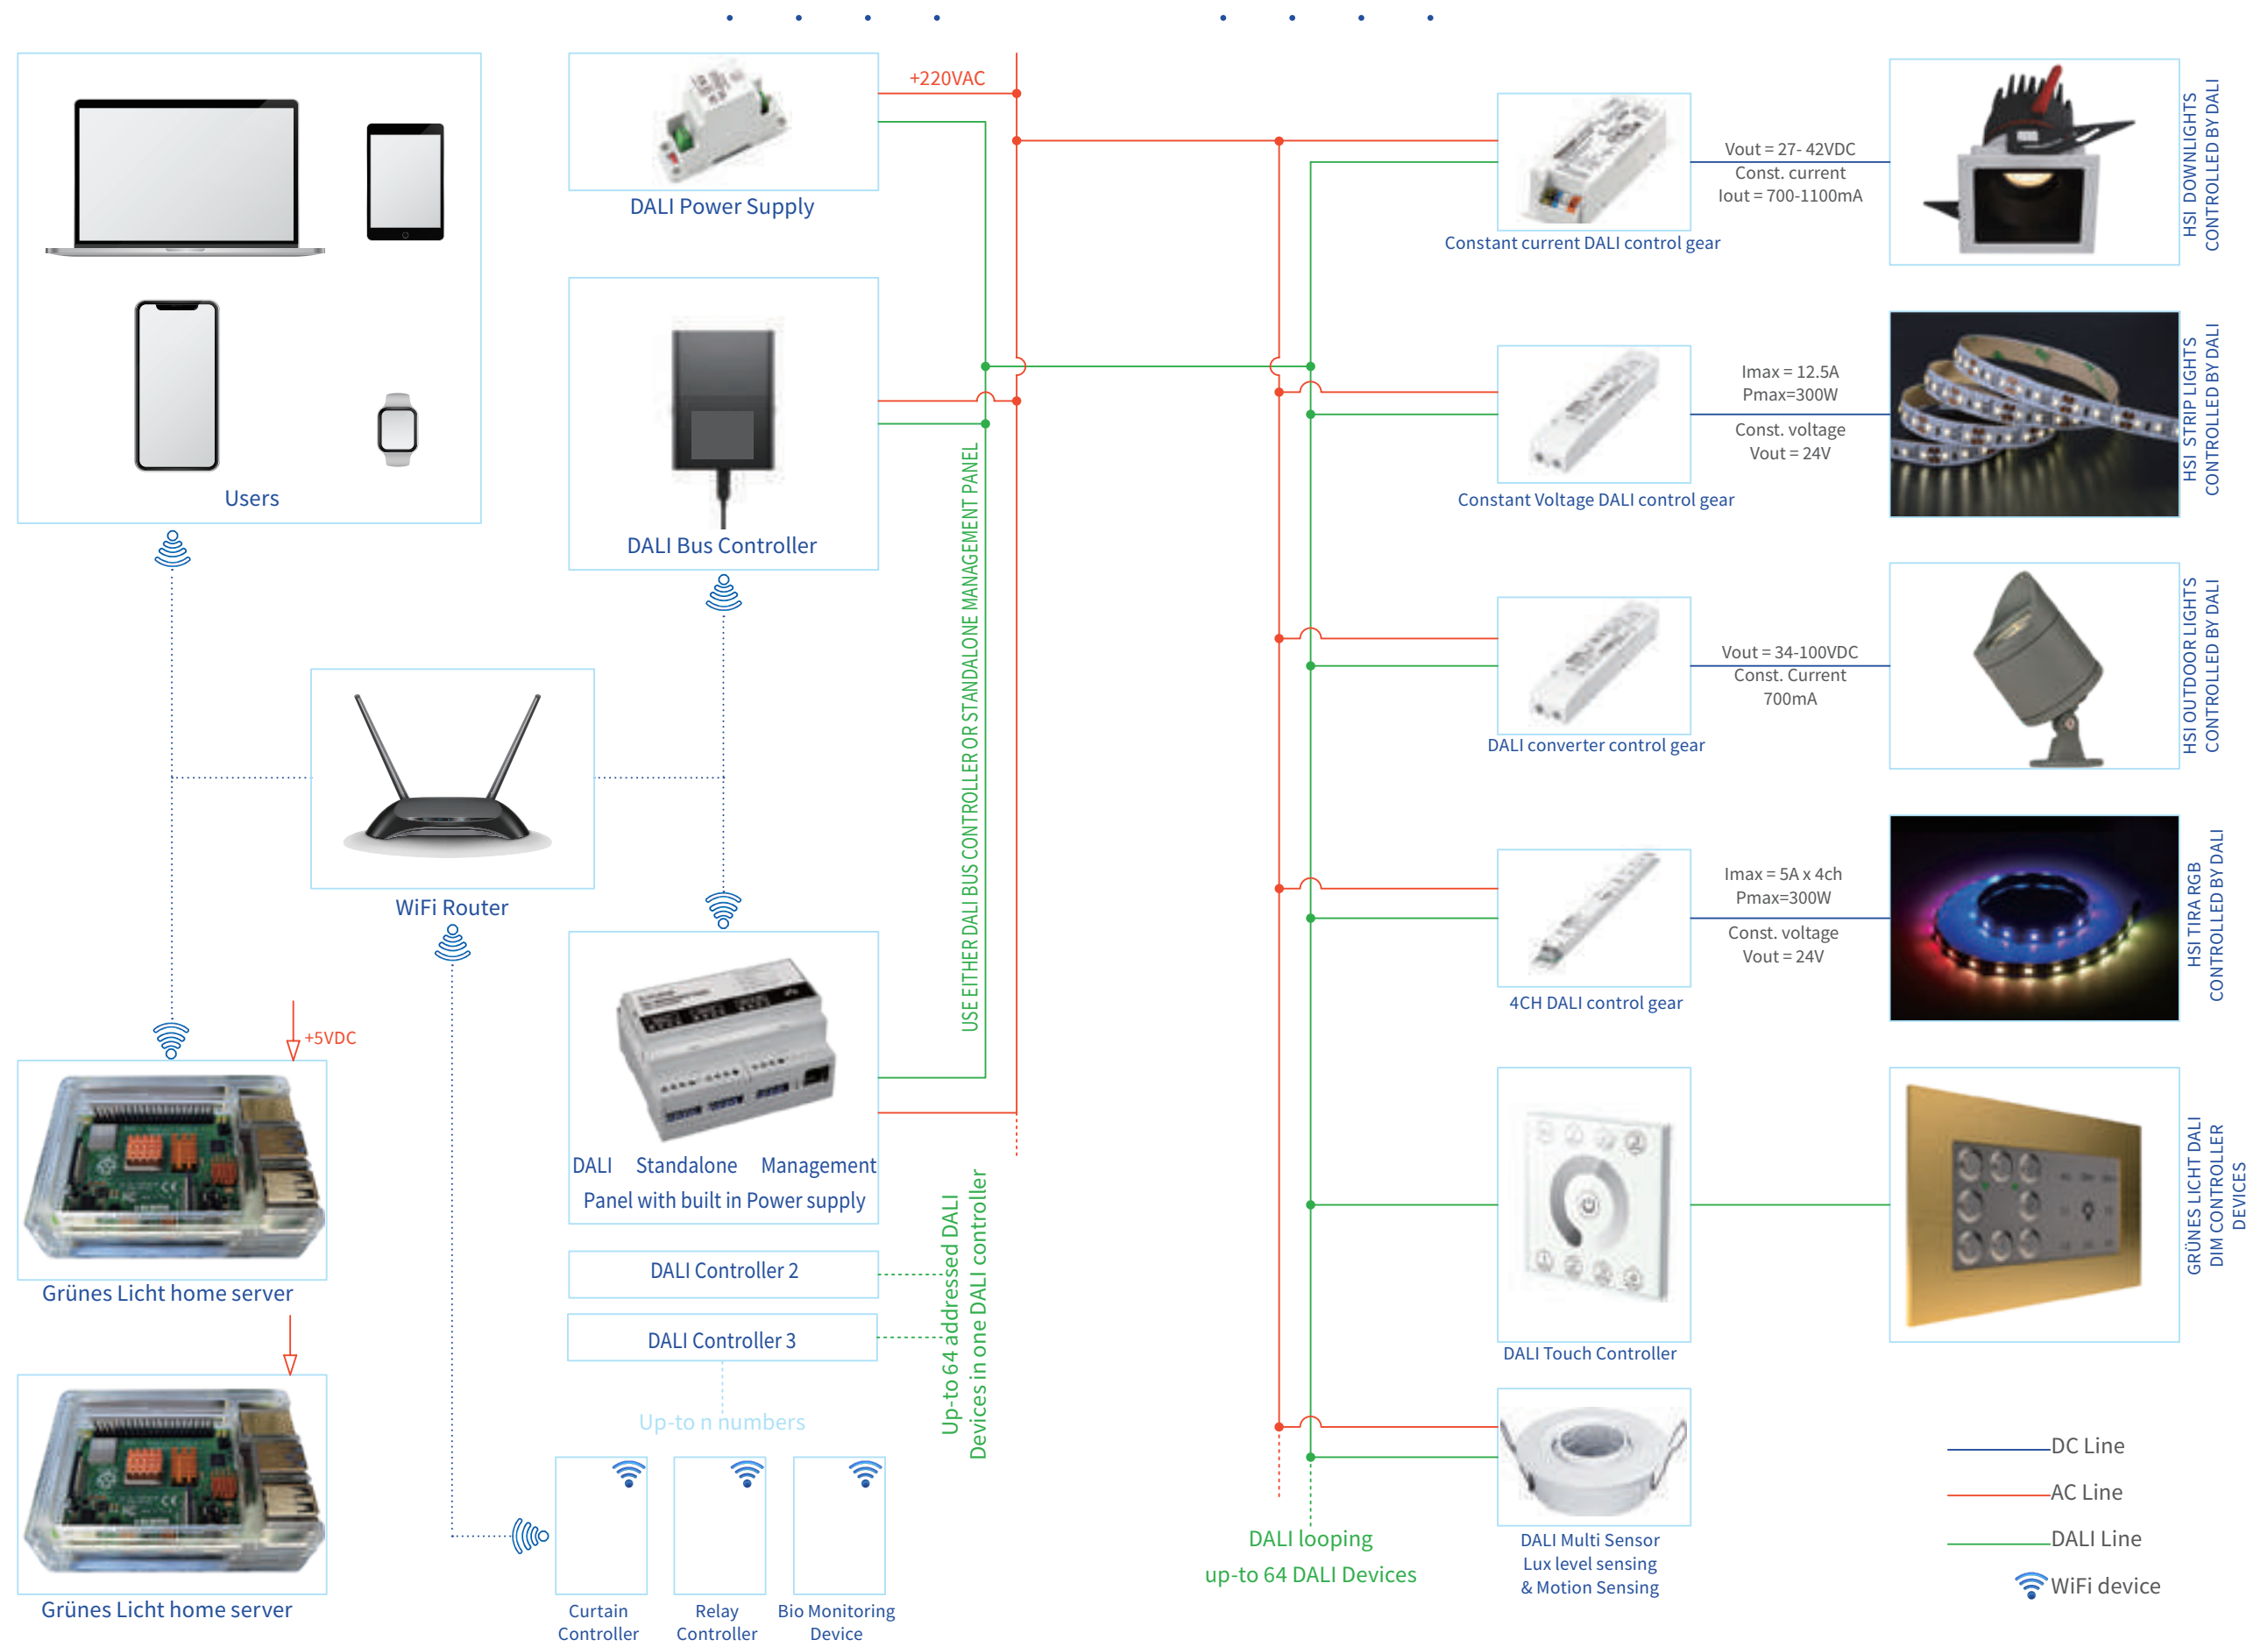 +220VAC
DALI Power Supply
Users
DALI Bus Controller
USE EITHER DALI BUS CONTROLLER OR STANDALONE MANAGEMENT PANEL
WiFi Router
+5VDC
Grünes Licht home server
Grünes Licht home server
DALI Standalone Management
Panel with built in Power supply
DALI Controller 2
DALI Controller 3
Up-to n numbers
Up-to 64 addressed DALI
Devices in one DALI controller
Curtain
Controller
Relay
Controller
Bio Monitoring
Device
Constant current DALI control gear
Vout = 27- 42VDC
Const. current
Iout = 700-1100mA
HSI DOWNLIGHTS
CONTROLLED BY DALI
Constant Voltage DALI control gear
Imax = 12.5A
Pmax=300W
Const. voltage
Vout = 24V
HSI STRIP LIGHTS
CONTROLLED BY DALI
DALI converter control gear
Vout = 34-100VDC
Const. Current
700mA
HSI OUTDOOR LIGHTS
CONTROLLED BY DALI
4CH DALI control gear
Imax = 5A x 4ch
Pmax=300W
Const. voltage
Vout = 24V
HSI TIRA RGB
CONTROLLED BY DALI
DALI Touch Controller
GRÜNES LICHT DALI
DIM CONTROLLER
DEVICES
DALI Multi Sensor
Lux level sensing
& Motion Sensing
DALI looping
up-to 64 DALI Devices
DC Line
AC Line
DALI Line
WiFi device